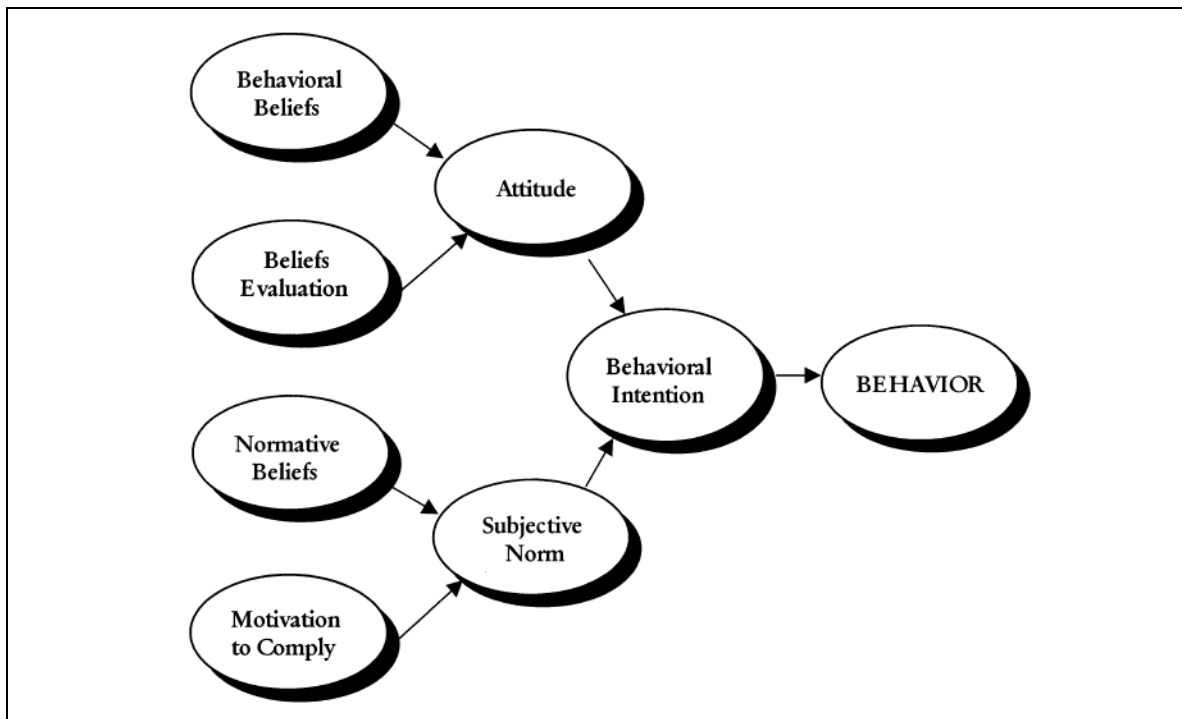 Behavioral
Beliefs
Attitude
Beliefs
Evaluation
Behavioral
Intention
BEHAVIOR
Normative
Beliefs
Subjective
Norm
Motivation
to Comply